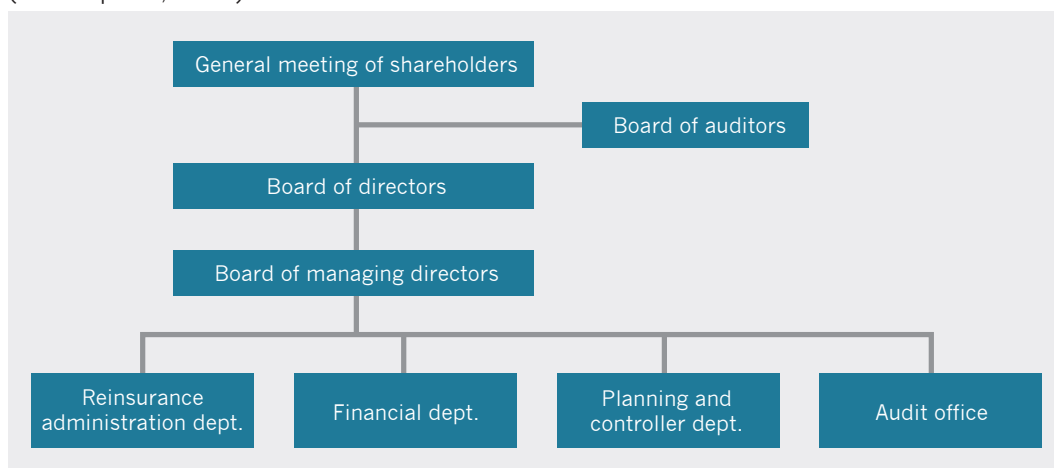 General meeting of shareholders
Board of auditors
Board of directors
Board of managing directors
Reinsurance
administration dept.
Financial dept.
Planning and
controller dept.
Audit office